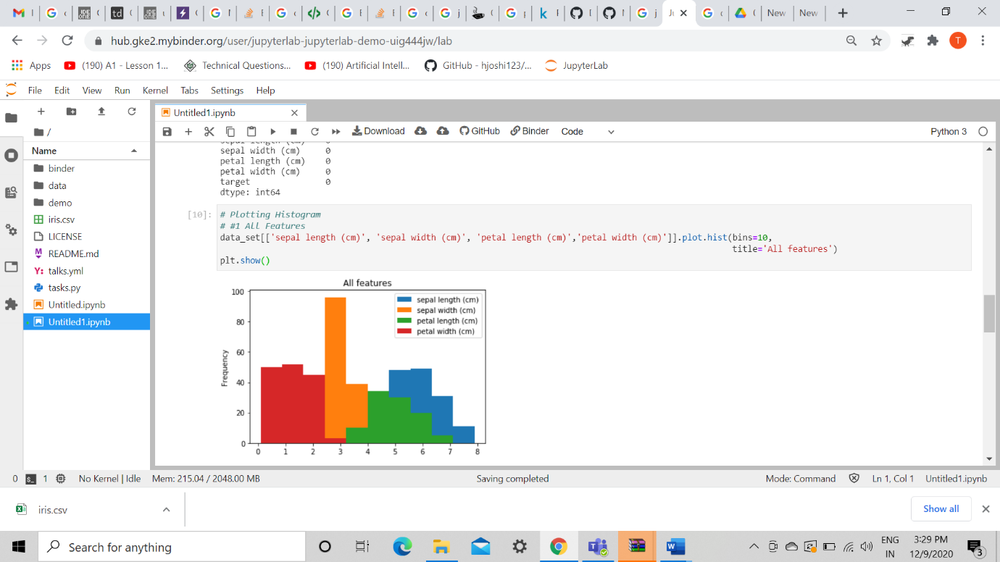 hub.gke2.mybinder.org/user/jupyterlab-jupyterlab-demo-uig444jw/lab
Apps (190) A1 - Lesson 1... Technical Questions... (190) Artificial Intell... GitHub - hjoshi123/... JupyterLab
File Edit View Run Kernel Tabs Settings Help
Untitled1.ipynb
Download GitHub Binder Code Python 3
/
Name
binder
data
demo
iris.csv
LICENSE
README.md
talks.yml
tasks.py
Untitled.ipynb
Untitled1.ipynb
sepal length (cm) 0
sepal width (cm) 0
petal length (cm) 0
petal width (cm) 0
target 0
dtype: int64
[10]: # Plotting Histogram
# #1 All Features
data_set[['sepal length (cm)', 'sepal width (cm)', 'petal length (cm)','petal width (cm)']].plot.hist(bins=10,
title='All features')
plt.show()
All features
sepal length (cm)
sepal width (cm)
petal length (cm)
petal width (cm)
Frequency
100
80
60
40
20
0
0 1 2 3 4 5 6 7 8
0 1 No Kernel | Idle Mem: 215.04 / 2048.00 MB Saving completed Mode: Command Ln 1, Col 1 Untitled1.ipynb
iris.csv Show all
Search for anything
ENG
IN
3:29 PM
12/9/2020
3